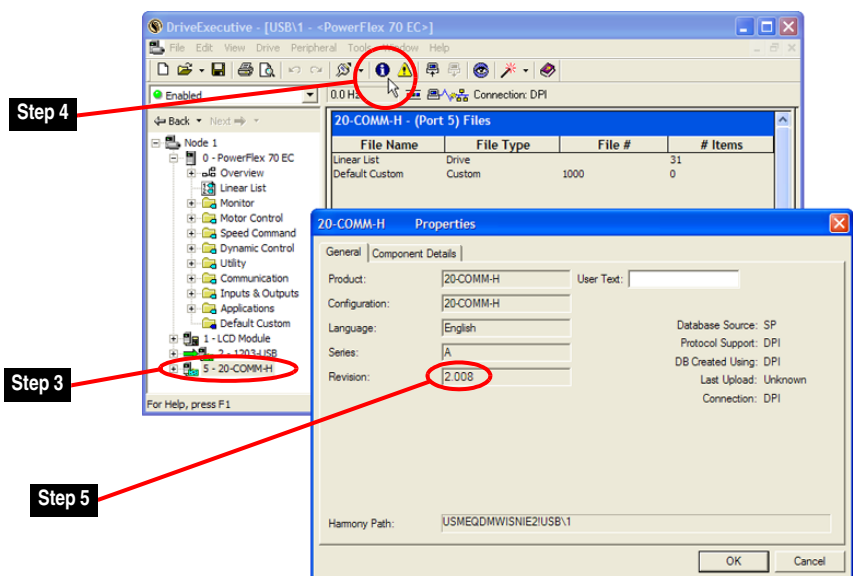 DriveExecutive - [USB\1 - <PowerFlex 70 EC>]
File Edit View Drive Peripheral Tools Window Help
Enabled
0.0 H
Connection: DPI
Step 4
Back Next
20-COMM-H - (Port 5) Files
File Name File Type File # # Items
Linear List Drive 31
Default Custom Custom 1000 0
Node 1
0 - PowerFlex 70 EC
Overview
Linear List
Monitor
Motor Control
Speed Command
Dynamic Control
Utility
Communication
Inputs & Outputs
Applications
Default Custom
1 - LCD Module
2 - 1203-USB
5 - 20-COMM-H
Step 3
For Help, press F1
20-COMM-H Properties
General Component Details
Product: 20-COMM-H User Text:
Configuration: 20-COMM-H
Language: English Database Source: SP
Series: A Protocol Support: DPI
DB Created Using: DPI
Revision: 2.008 Last Upload: Unknown
Connection: DPI
Step 5
Harmony Path: USMEQDMWISNIE2!USB\1
OK Cancel